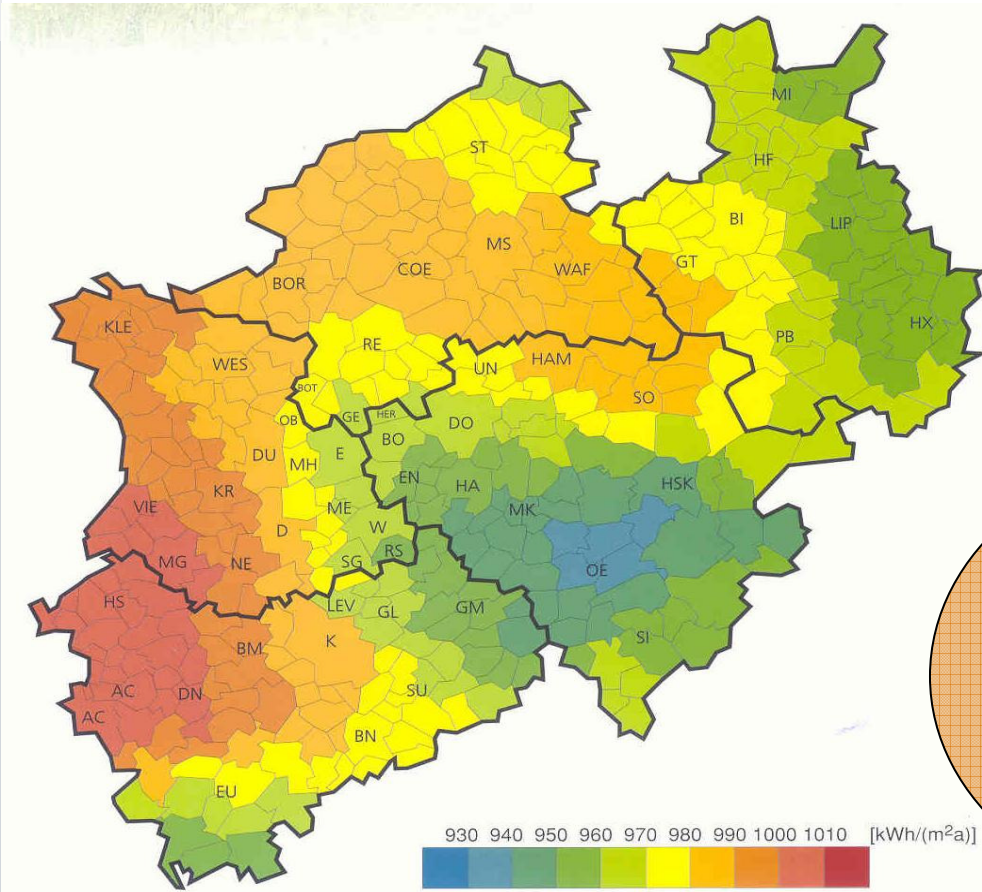 MI
ST
HF
BI
LIP
MS
GT
COE
WAF
BOR
HX
KLE
PB
RE
WES
HAM
UN
BOT
SO
GE
HER
OB
DO
BO
DU
MH
E
EN
HA
HSK
KR
VIE
ME
MK
W
D
RS
MG
NE
SG
OE
HS
LEV
GL
GM
K
SI
BM
AC
DN
SU
AC
BN
EU
930 940 950 960 970 980 990 1000 1010 [kWh/(m²a)]